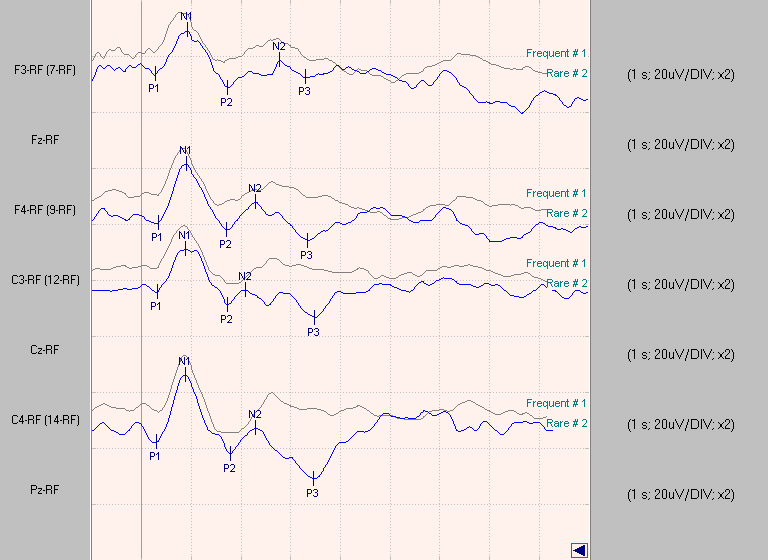 N1
N2
Frequent # 1
F3-RF (7-RF)
Rare # 2
(1 s; 20uV/DIV; x2)
P1
P2
P3
Fz-RF
(1 s; 20uV/DIV; x2)
N1
N2
Frequent # 1
F4-RF (9-RF)
Rare # 2
(1 s; 20uV/DIV; x2)
P1
P2
P3
N1
Frequent # 1
N2
C3-RF (12-RF)
Rare # 2
(1 s; 20uV/DIV; x2)
P1
P2
P3
Cz-RF
(1 s; 20uV/DIV; x2)
N1
Frequent # 1
N2
C4-RF (14-RF)
Rare # 2
(1 s; 20uV/DIV; x2)
P1
P2
P3
Pz-RF
(1 s; 20uV/DIV; x2)